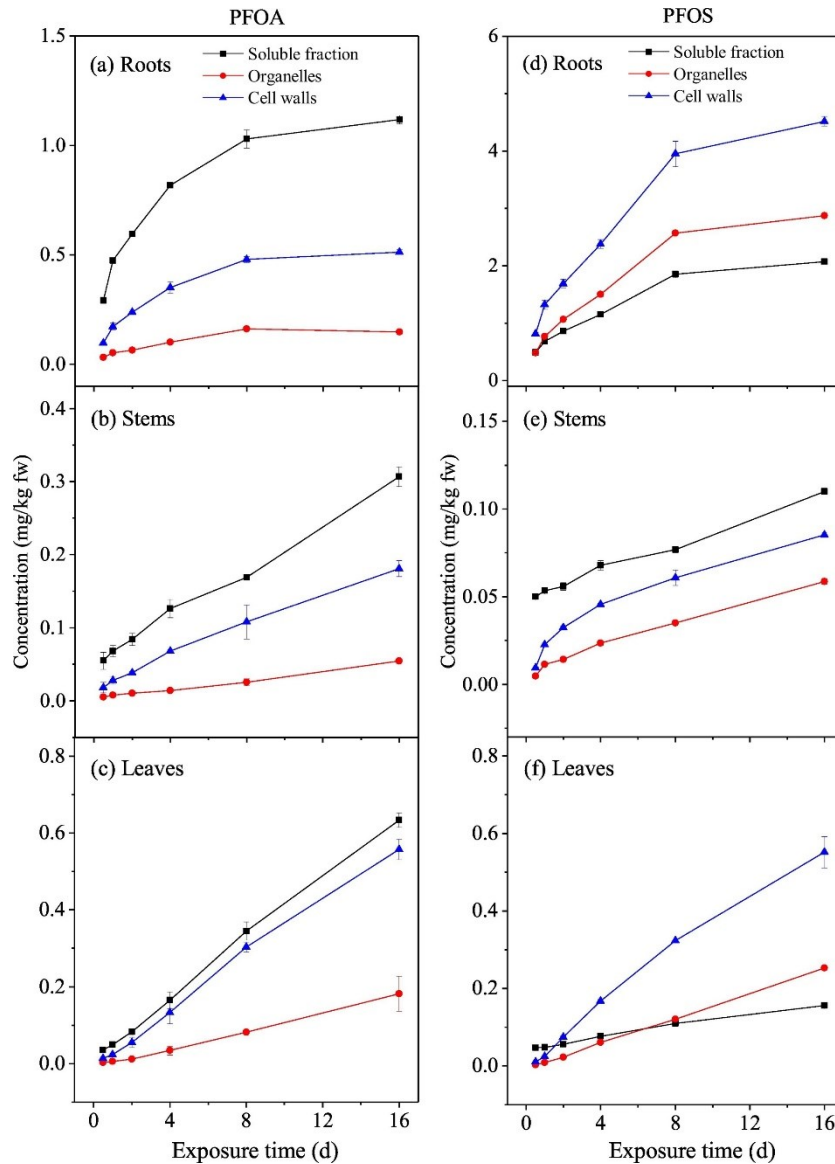 PFOA
PFOS
(a) Roots
Soluble fraction
Organelles
Cell walls
1.5
1.0
0.5
0.0
(d) Roots
Soluble fraction
Organelles
Cell walls
6
4
2
0
Concentration (mg/kg fw)
(b) Stems
0.4
0.3
0.2
0.1
0.0
Concentration (mg/kg fw)
(e) Stems
0.15
0.10
0.05
0.00
(c) Leaves
0.8
0.6
0.4
0.2
0.0
0 4 8 12 16
Exposure time (d)
(f) Leaves
0.8
0.6
0.4
0.2
0.0
0 4 8 12 16
Exposure time (d)